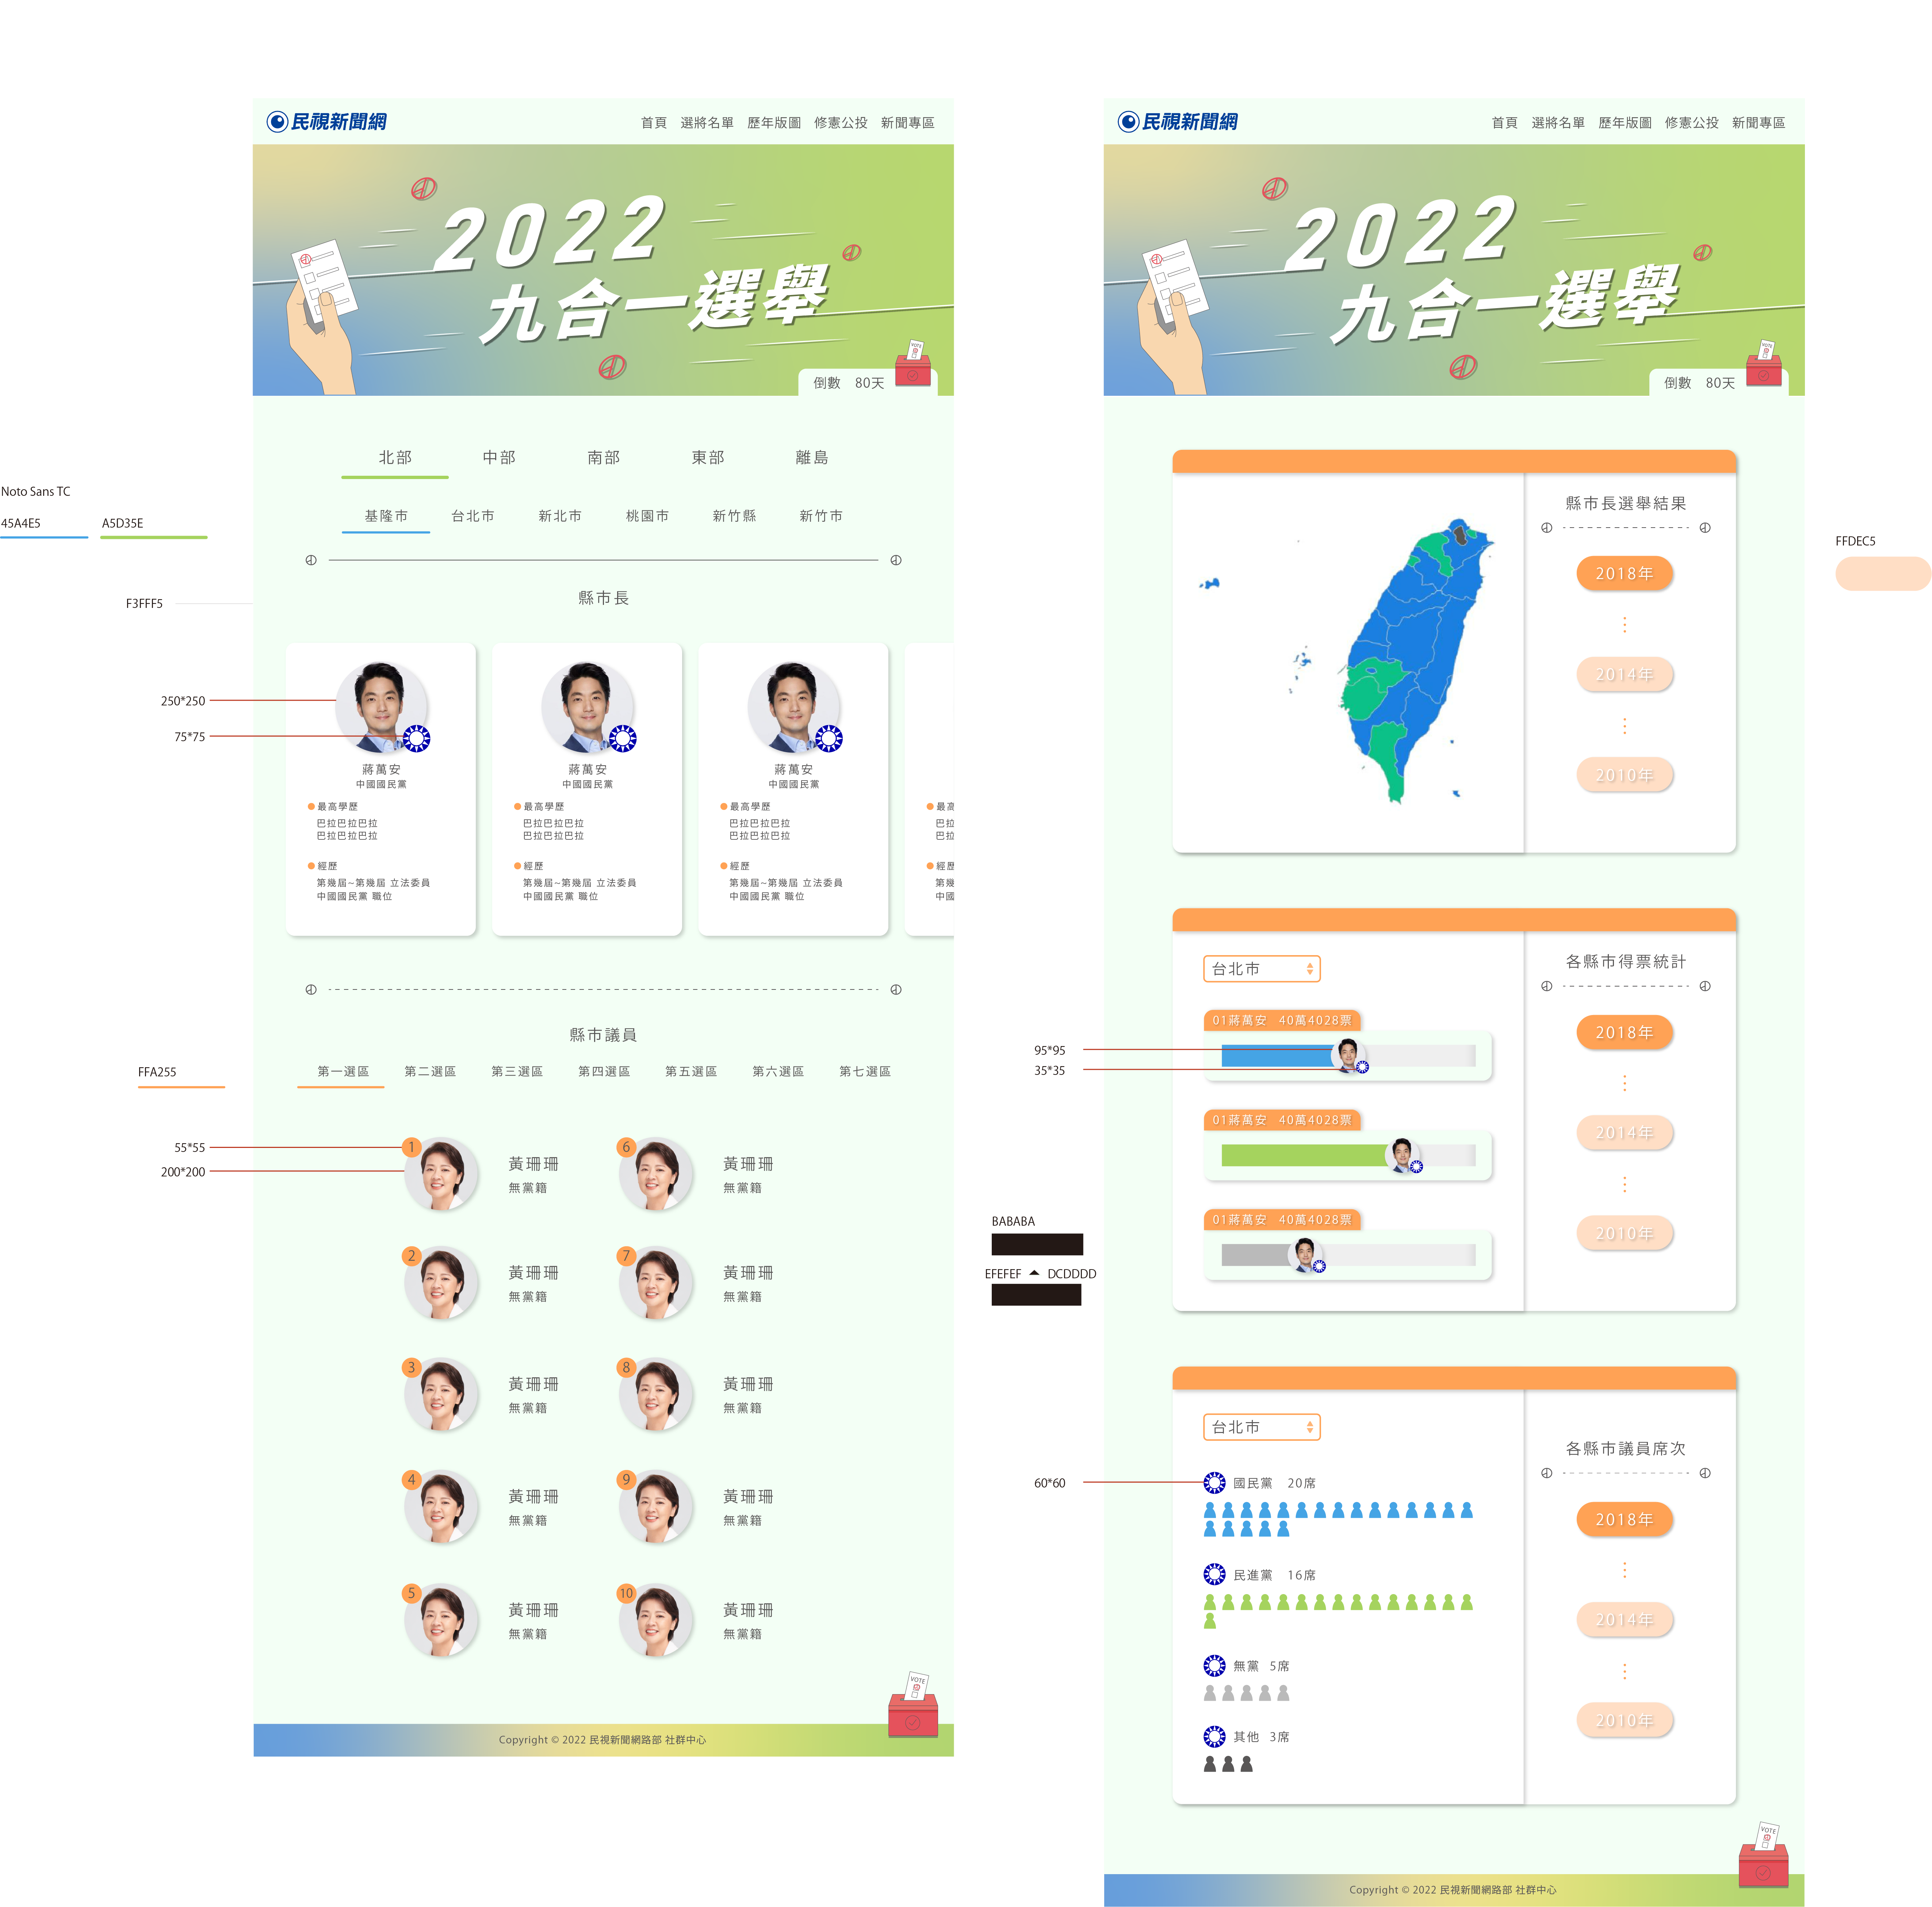 民視新聞網
首頁 選將名單 歷年版圖 修憲公投 新聞專區
2022
九合一選舉
VOTE
倒數 80天
北部 中部 南部 東部 離島
基隆市 台北市 新北市 桃園市 新竹縣 新竹市
Noto Sans TC
45A4E5 A5D35E
F3FFF5
縣市長
250*250
75*75
蔣萬安
中國國民黨
最高學歷
巴拉巴拉巴拉
巴拉巴拉巴拉
經歷
第幾屆~第幾屆 立法委員
中國國民黨 職位
蔣萬安
中國國民黨
最高學歷
巴拉巴拉巴拉
巴拉巴拉巴拉
經歷
第幾屆~第幾屆 立法委員
中國國民黨 職位
蔣萬安
中國國民黨
最高學歷
巴拉巴拉巴拉
巴拉巴拉巴拉
經歷
第幾屆~第幾屆 立法委員
中國國民黨 職位
最高
巴拉
巴拉
經歷
第幾
中國
縣市議員
FFA255
第一選區 第二選區 第三選區 第四選區 第五選區 第六選區 第七選區
55*55
200*200
1 黃珊珊
無黨籍
6 黃珊珊
無黨籍
2 黃珊珊
無黨籍
7 黃珊珊
無黨籍
3 黃珊珊
無黨籍
8 黃珊珊
無黨籍
4 黃珊珊
無黨籍
9 黃珊珊
無黨籍
5 黃珊珊
無黨籍
10 黃珊珊
無黨籍
VOTE
Copyright © 2022 民視新聞網路部 社群中心
民視新聞網
首頁 選將名單 歷年版圖 修憲公投 新聞專區
2022
九合一選舉
VOTE
倒數 80天
縣市長選舉結果
2018年
2014年
2010年
FFDEC5
台北市
01蔣萬安 40萬4028票
95*95
35*35
01蔣萬安 40萬4028票
01蔣萬安 40萬4028票
BABABA
EFEFEF DCDDDD
各縣市得票統計
2018年
2014年
2010年
台北市
60*60
國民黨 20席
民進黨 16席
無黨 5席
其他 3席
各縣市議員席次
2018年
2014年
2010年
VOTE
Copyright © 2022 民視新聞網路部 社群中心